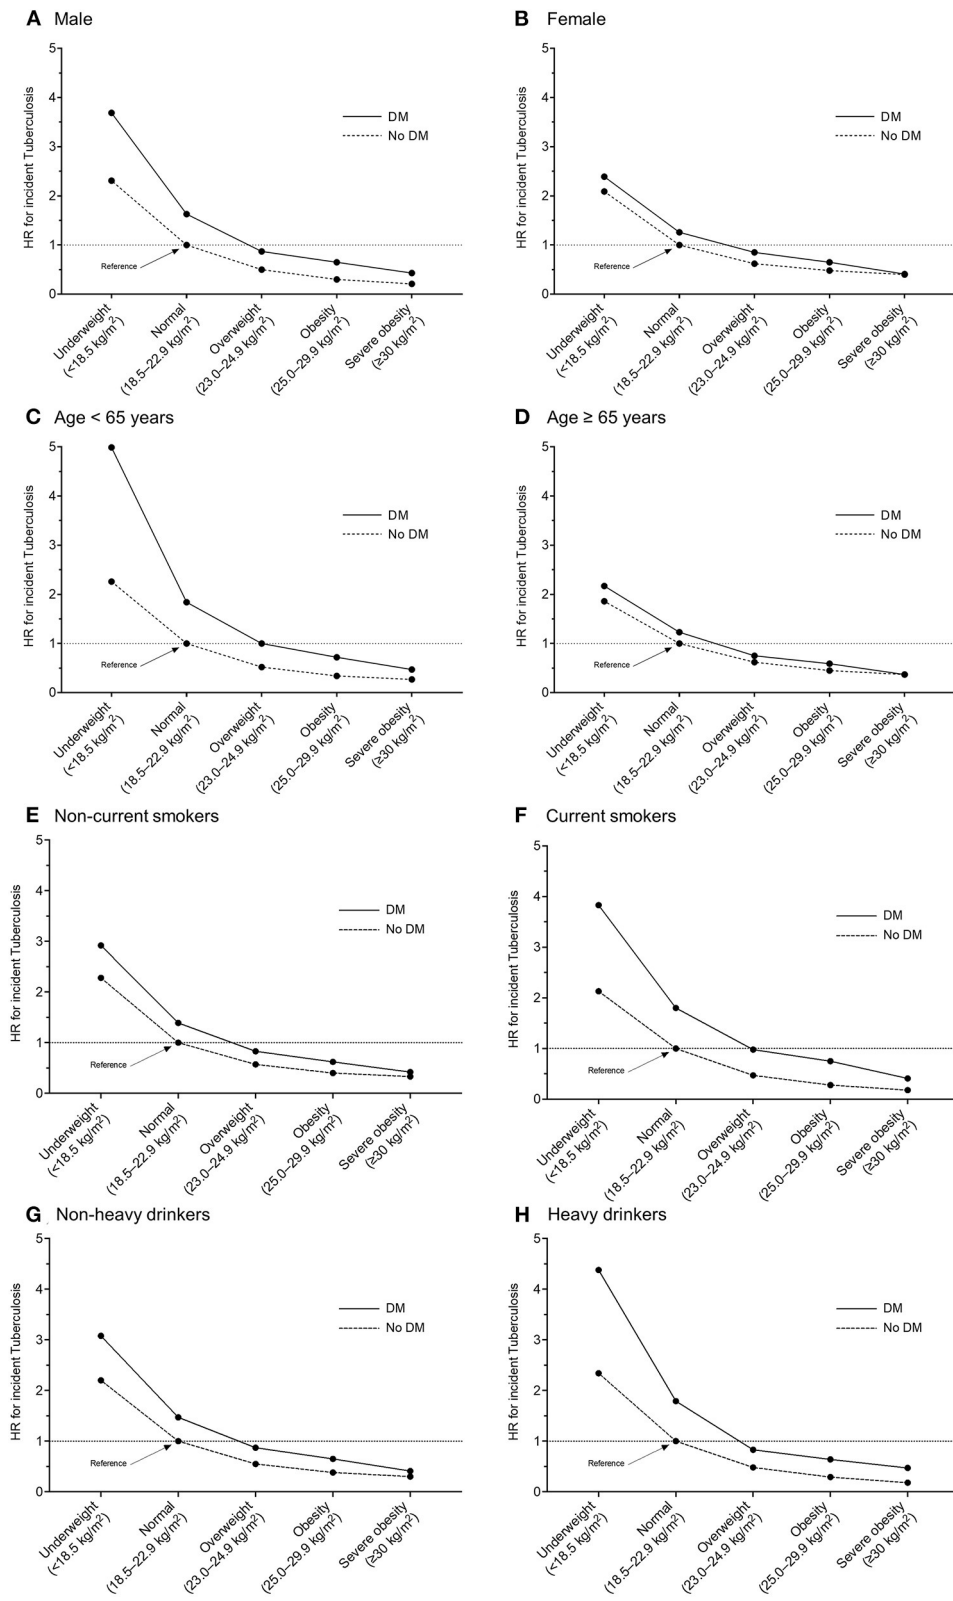 A Male
HR for incident Tuberculosis
5
4
3
2
1
0
DM
No DM
Reference
Underweight
(<18.5 kg/m²)
Normal
(18.5–22.9 kg/m²)
Overweight
(23.0–24.9 kg/m²)
Obesity
(25.0–29.9 kg/m²)
Severe obesity
(≥30 kg/m²)
B Female
HR for incident Tuberculosis
5
4
3
2
1
0
DM
No DM
Reference
Underweight
(<18.5 kg/m²)
Normal
(18.5–22.9 kg/m²)
Overweight
(23.0–24.9 kg/m²)
Obesity
(25.0–29.9 kg/m²)
Severe obesity
(≥30 kg/m²)
C Age < 65 years
HR for incident Tuberculosis
5
4
3
2
1
0
DM
No DM
Reference
Underweight
(<18.5 kg/m²)
Normal
(18.5–22.9 kg/m²)
Overweight
(23.0–24.9 kg/m²)
Obesity
(25.0–29.9 kg/m²)
Severe obesity
(≥30 kg/m²)
D Age ≥ 65 years
HR for incident Tuberculosis
5
4
3
2
1
0
DM
No DM
Reference
Underweight
(<18.5 kg/m²)
Normal
(18.5–22.9 kg/m²)
Overweight
(23.0–24.9 kg/m²)
Obesity
(25.0–29.9 kg/m²)
Severe obesity
(≥30 kg/m²)
E Non-current smokers
HR for incident Tuberculosis
5
4
3
2
1
0
DM
No DM
Reference
Underweight
(<18.5 kg/m²)
Normal
(18.5–22.9 kg/m²)
Overweight
(23.0–24.9 kg/m²)
Obesity
(25.0–29.9 kg/m²)
Severe obesity
(≥30 kg/m²)
F Current smokers
HR for incident Tuberculosis
5
4
3
2
1
0
DM
No DM
Reference
Underweight
(<18.5 kg/m²)
Normal
(18.5–22.9 kg/m²)
Overweight
(23.0–24.9 kg/m²)
Obesity
(25.0–29.9 kg/m²)
Severe obesity
(≥30 kg/m²)
G Non-heavy drinkers
HR for incident Tuberculosis
5
4
3
2
1
0
DM
No DM
Reference
Underweight
(<18.5 kg/m²)
Normal
(18.5–22.9 kg/m²)
Overweight
(23.0–24.9 kg/m²)
Obesity
(25.0–29.9 kg/m²)
Severe obesity
(≥30 kg/m²)
H Heavy drinkers
HR for incident Tuberculosis
5
4
3
2
1
0
DM
No DM
Reference
Underweight
(<18.5 kg/m²)
Normal
(18.5–22.9 kg/m²)
Overweight
(23.0–24.9 kg/m²)
Obesity
(25.0–29.9 kg/m²)
Severe obesity
(≥30 kg/m²)